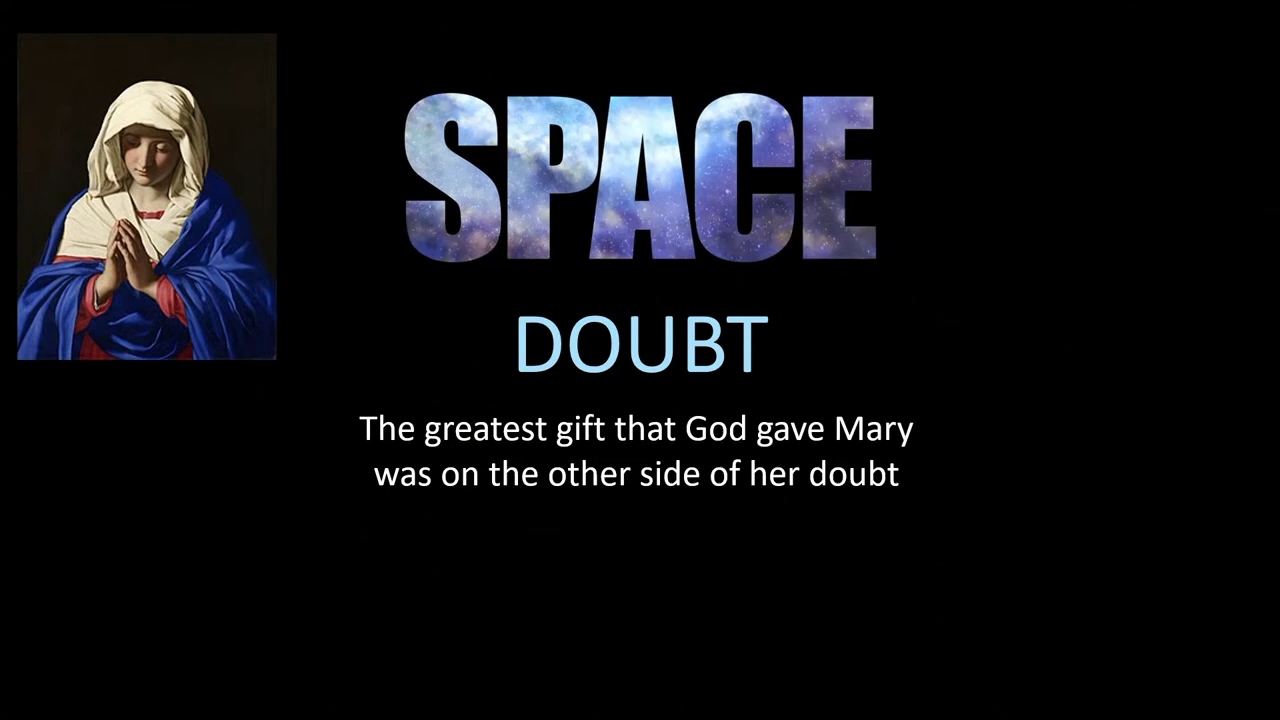 SPACE
DOUBT
The greatest gift that God gave Mary
was on the other side of her doubt